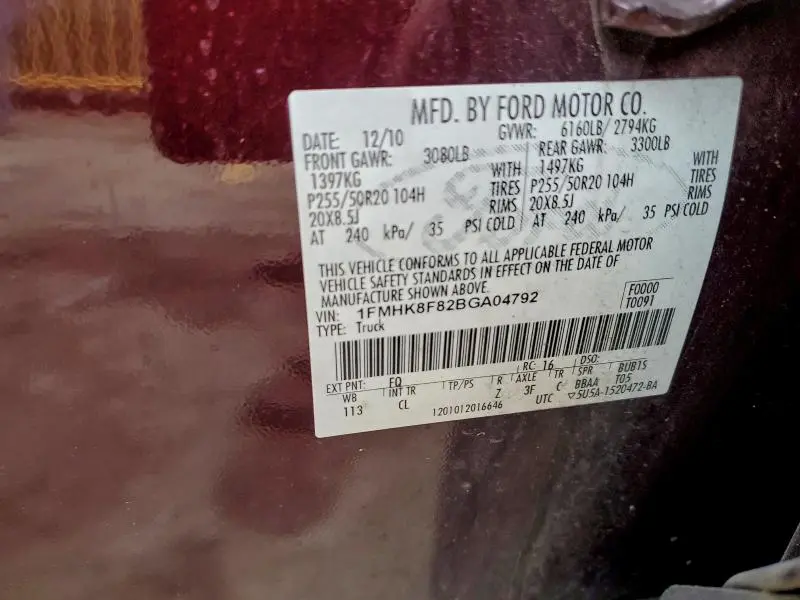 MFD. BY FORD MOTOR CO.
DATE: 12/10 GVWR: 6160LB/ 2794KG
FRONT GAWR: 3080LB REAR GAWR: 3300LB
1397KG WITH 1497KG WITH
P255/50R20 104H TIRES P255/50R20 104H TIRES
20X8.5J RIMS 20X8.5J RIMS
AT 240 kPa/ 35 PSI COLD AT 240 kPa/ 35 PSI COLD
THIS VEHICLE CONFORMS TO ALL APPLICABLE FEDERAL MOTOR
VEHICLE SAFETY STANDARDS IN EFFECT ON THE DATE OF
MANUFACTURE SHOWN ABOVE.
VIN: 1FMHK8F82BGA04792 F0000
TYPE: Truck T0091
RC: 16 DSO:
EXT PNT: FQ BUB1S
WB INT TR TP/PS R AXLE TR SPR T05
113 CL Z 3F C BBAA
1201012016646 UTC 5U5A-1520472-BA